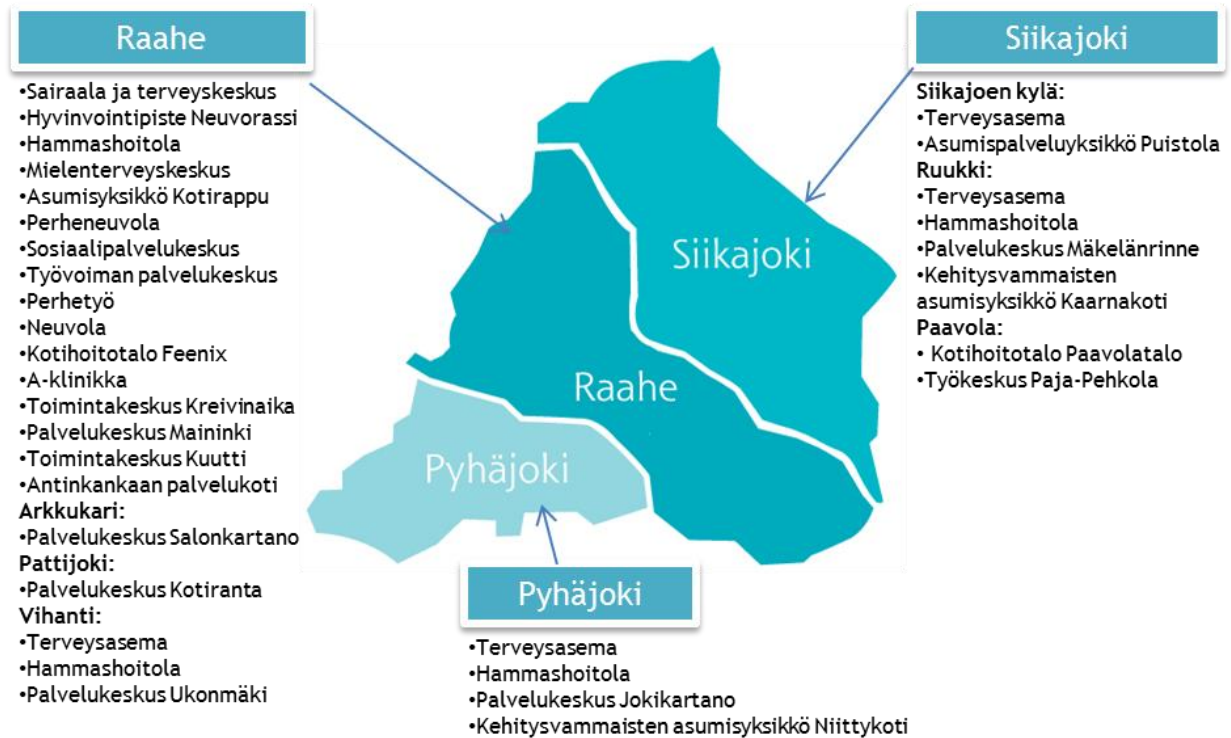 Raahe
•Sairaala ja terveyskeskus
•Hyvinvointipiste Neuvorassi
•Hammashoitola
•Mielenterveyskeskus
•Asumisyksikkö Kotirappu
•Perheneuvola
•Sosiaalipalvelukeskus
•Työvoiman palvelukeskus
•Perhetyö
•Neuvola
•Kotihoitotalo Feenix
•A-klinikka
•Toimintakeskus Kreivinaika
•Palvelukeskus Maininki
•Toimintakeskus Kuutti
•Antinkankaan palvelukoti
Arkkukari:
•Palvelukeskus Salonkartano
Pattijoki:
•Palvelukeskus Kotiranta
Vihanti:
•Terveysasema
•Hammashoitola
•Palvelukeskus Ukonmäki
Siikajoki
Raahe
Pyhäjoki
Siikajoki
Siikajoen kylä:
•Terveysasema
•Asumispalveluyksikkö Puistola
Ruukki:
•Terveysasema
•Hammashoitola
•Palvelukeskus Mäkelänrinne
•Kehitysvammaisten
asumisyksikkö Kaarnakoti
Paavola:
• Kotihoitotalo Paavolatalo
•Työkeskus Paja-Pehkola
Pyhäjoki
•Terveysasema
•Hammashoitola
•Palvelukeskus Jokikartano
•Kehitysvammaisten asumisyksikkö Niittykoti